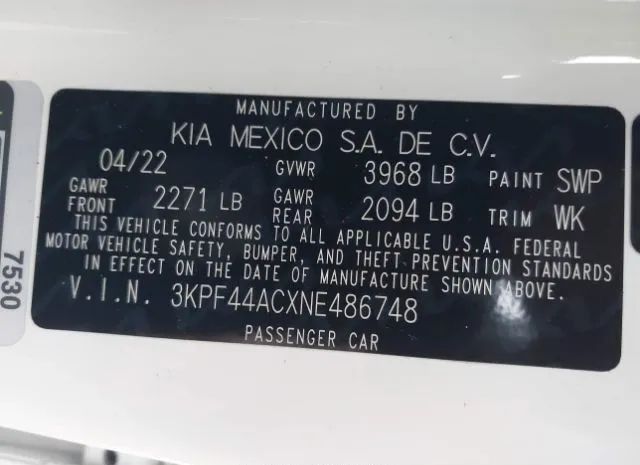 MANUFACTURED BY
KIA MEXICO S.A. DE C.V.
04/22 GVWR 3968 LB PAINT SWP
GAWR FRONT 2271 LB GAWR REAR 2094 LB TRIM WK
THIS VEHICLE CONFORMS TO ALL APPLICABLE U.S.A. FEDERAL
MOTOR VEHICLE SAFETY, BUMPER, AND THEFT PREVENTION STANDARDS
IN EFFECT ON THE DATE OF MANUFACTURE SHOWN ABOVE.
V.I.N. 3KPF44ACXNE486748
PASSENGER CAR
7530